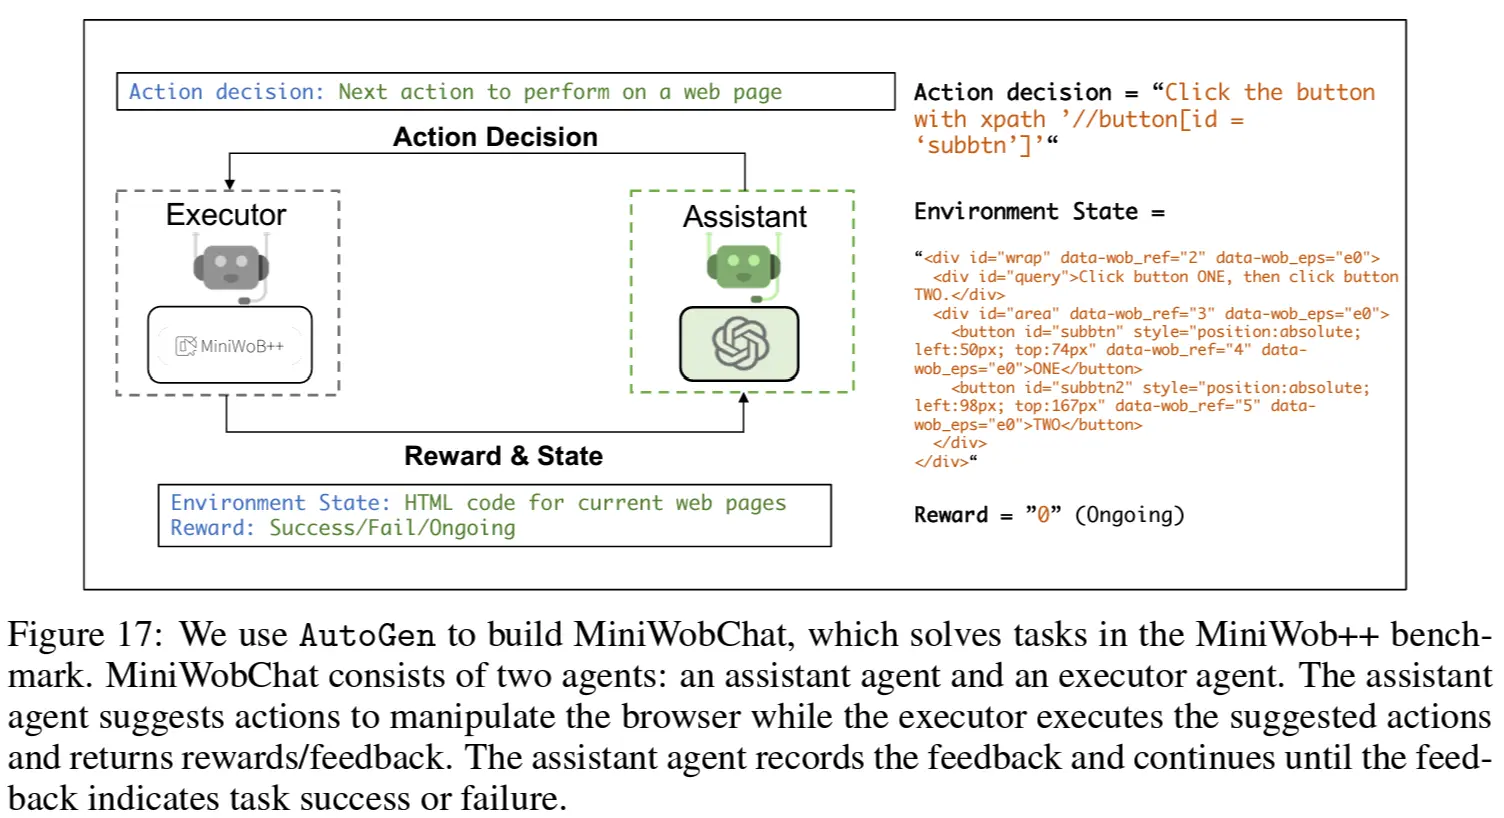 Action decision: Next action to perform on a web page
Action Decision
Executor
MiniWoB++
Assistant
Reward & State
Environment State: HTML code for current web pages
Reward: Success/Fail/Ongoing
Action decision = “Click the button
with xpath ’//button[id =
‘subbtn’]’“
Environment State =
“<div id="wrap" data-wob_ref="2" data-wob_eps="e0">
<div id="query">Click button ONE, then click button
TWO.</div>
<div id="area" data-wob_ref="3" data-wob_eps="e0">
<button id="subbtn" style="position:absolute;
left:50px; top:74px" data-wob_ref="4" data-
wob_eps="e0">ONE</button>
<button id="subbtn2" style="position:absolute;
left:98px; top:167px" data-wob_ref="5" data-
wob_eps="e0">TWO</button>
</div>
</div>“
Reward = ”0” (Ongoing)
Figure 17: We use AutoGen to build MiniWobChat, which solves tasks in the MiniWob++ bench-
mark. MiniWobChat consists of two agents: an assistant agent and an executor agent. The assistant
agent suggests actions to manipulate the browser while the executor executes the suggested actions
and returns rewards/feedback. The assistant agent records the feedback and continues until the feed-
back indicates task success or failure.